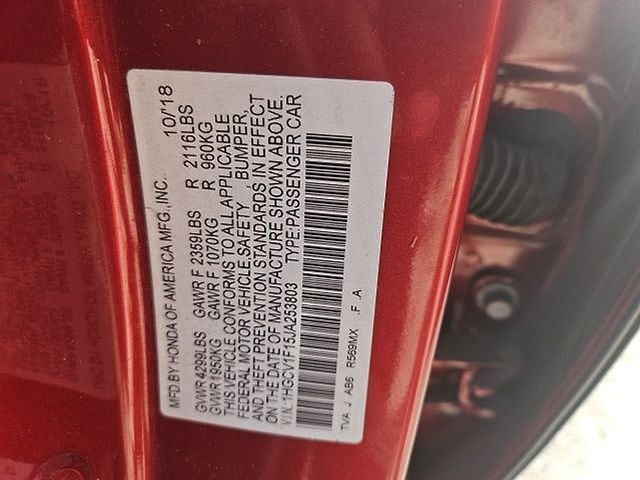 MFD.BY HONDA OF AMERICA MFG.,INC. 10/18
GVWR 4299LBS GAWR F 2359LBS R 2116LBS
GVWR 1950KG GAWR F 1070KG R 960KG
THIS VEHICLE CONFORMS TO ALL APPLICABLE
FEDERAL MOTOR VEHICLE SAFETY , BUMPER,
AND THEFT PREVENTION STANDARDS IN EFFECT
ON THE DATE OF MANUFACTURE SHOWN ABOVE.
V.I.N.:1HGCV1F15JA253803 TYPE:PASSENGER CAR
TVA J AB6 R569MX .F .A